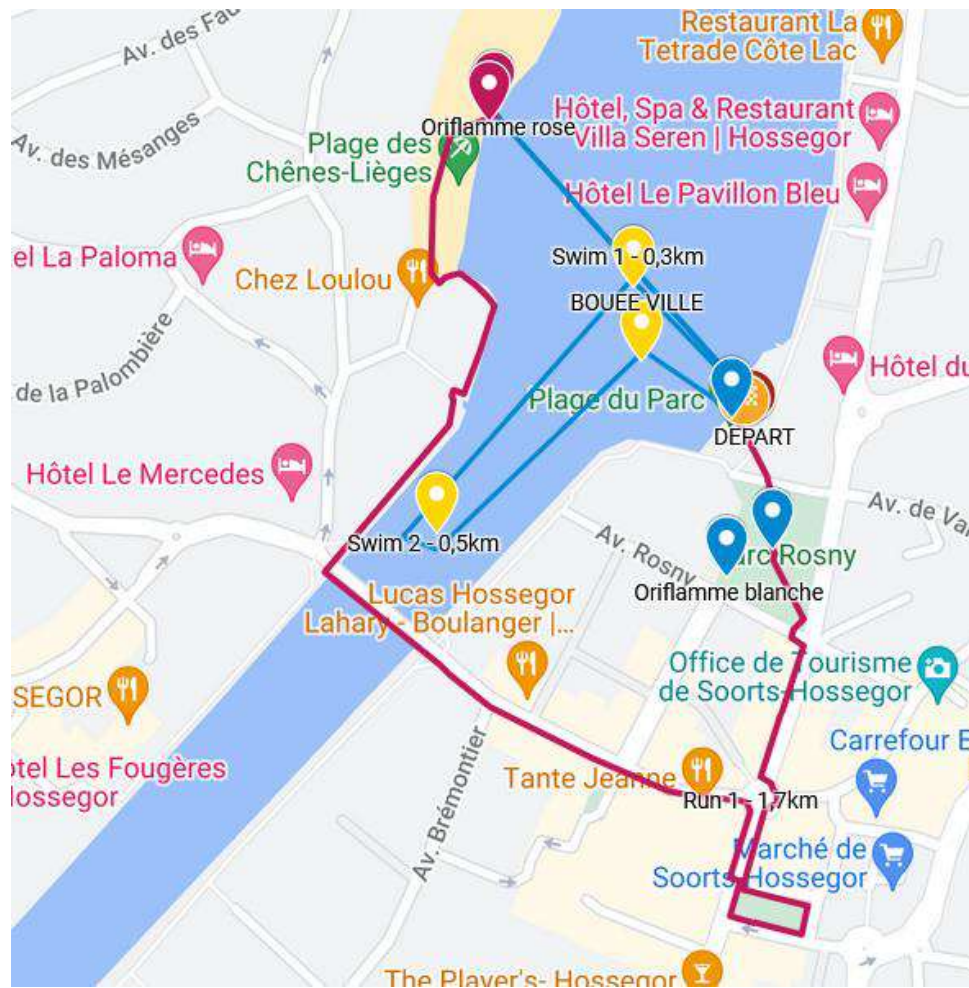 Restaurant La
Tetrade Côte Lac
Av. des Fau
Hôtel, Spa & Restaurant
Villa Seren | Hossegor
Oriflamme rose
Av. des Mésanges
Plage des
Chênes-Lièges
Hôtel Le Pavillon Bleu
el La Paloma
Swim 1 - 0,3km
Chez Loulou
BOUEE VILLE
de la Palombière
Hôtel du
Plage du Parc
DEPART
Hôtel Le Mercedes
Av. de Var
Swim 2 - 0,5km
Av. Rosny
arc Rosny
Oriflamme blanche
Lucas Hossegor
Lahary - Boulanger |...
Office de Tourisme
de Soorts-Hossegor
SEGOR
Carrefour E
ôtel Les Fougères
Hossegor
Av. Brémontier
Tante Jeanne
Run 1 - 1,7km
Marché de
Soorts-Hossegor
The Player's- Hossegor